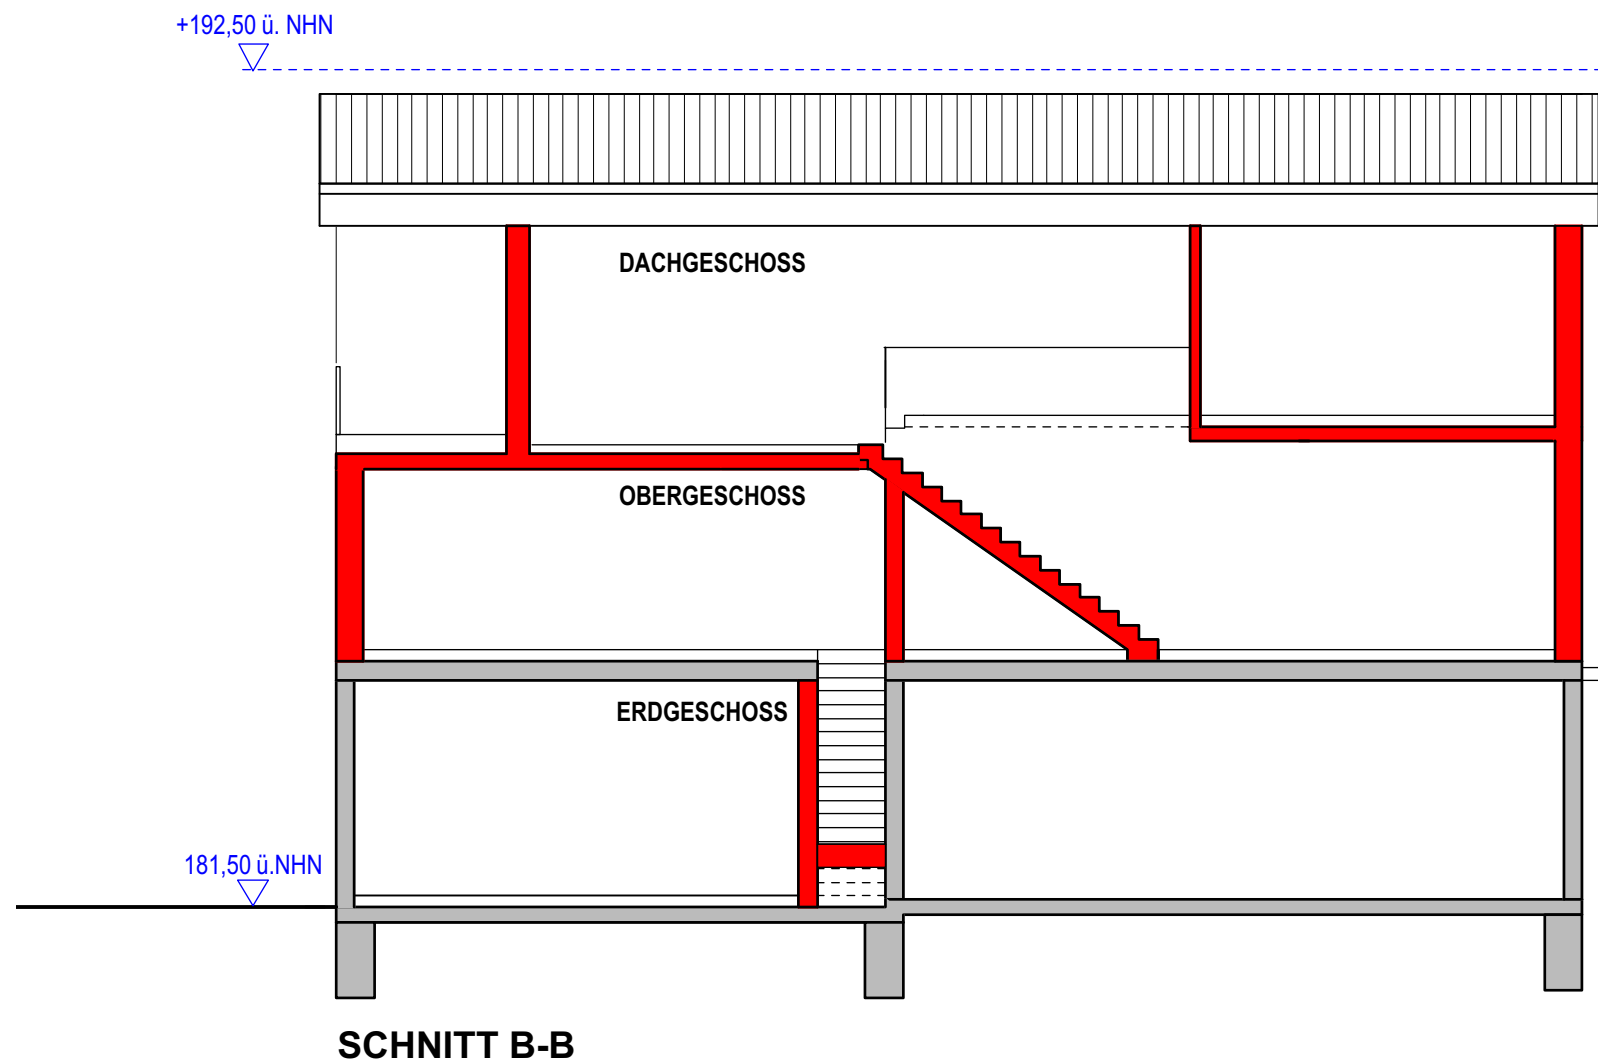 +192,50 ü. NHN
DACHGESCHOSS
OBERGESCHOSS
ERDGESCHOSS
181,50 ü.NHN
SCHNITT B-B